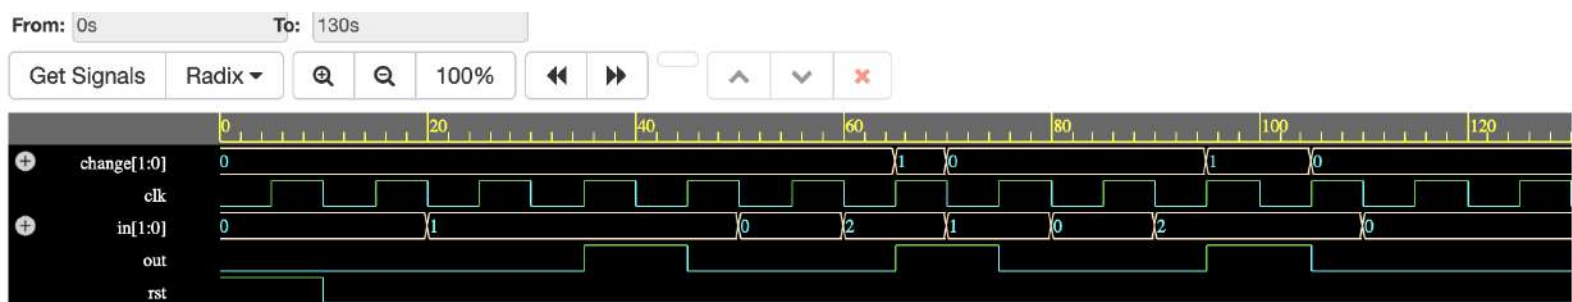 From: 0s To: 130s
Get Signals Radix 100%
0 20 40 60 80 100 120
change[1:0] 0 1 0 1 0
clk
in[1:0] 0 1 0 2 1 0 2 0
out
rst